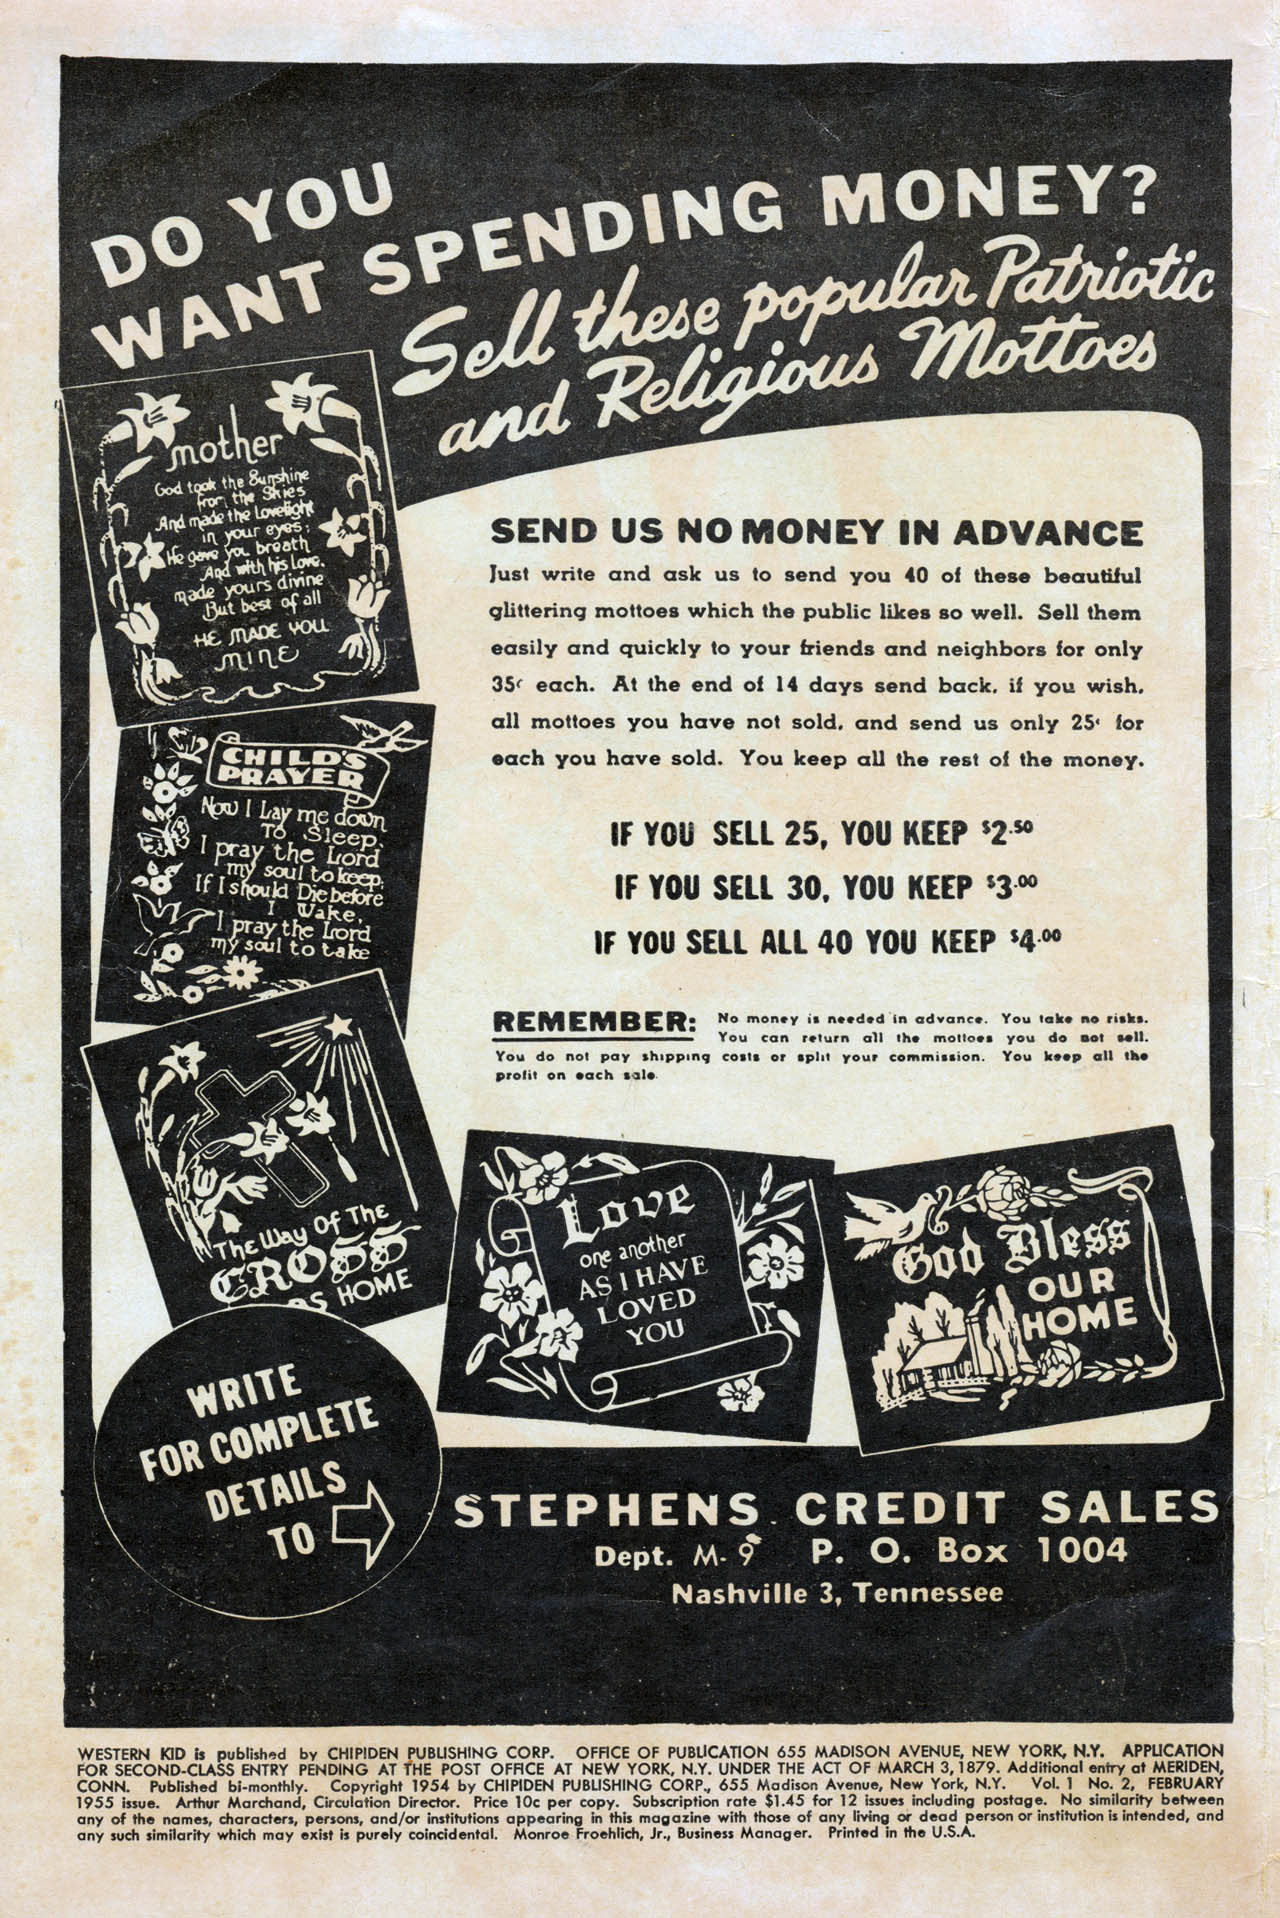 DO YOU
WANT SPENDING MONEY?
Sell these popular Patriotic
and Religious Mottoes
mother
God took the Sunshine
from the Skies
And made the Lovelight
in your eyes;
He gave you breath
And with his Love,
made yours divine
But best of all
HE MADE YOU
MINE
CHILD'S
PRAYER
Now I Lay me down
To Sleep,
I pray the Lord
my soul to keep,
If I should Die before
I Wake,
I pray the Lord
my soul to take
The Way Of The
CROSS
DS HOME
SEND US NO MONEY IN ADVANCE
Just write and ask us to send you 40 of these beautiful
glittering mottoes which the public likes so well. Sell them
easily and quickly to your friends and neighbors for only
35¢ each. At the end of 14 days send back, if you wish,
all mottoes you have not sold, and send us only 25¢ for
each you have sold. You keep all the rest of the money.
IF YOU SELL 25, YOU KEEP $2.50
IF YOU SELL 30, YOU KEEP $3.00
IF YOU SELL ALL 40 YOU KEEP $4.00
REMEMBER: No money is needed in advance. You take no risks.
You can return all the mottoes you do not sell.
You do not pay shipping costs or split your commission. You keep all the
profit on each sale.
Love
one another
AS I HAVE
LOVED
YOU
God Bless
OUR
HOME
WRITE
FOR COMPLETE
DETAILS
TO
STEPHENS CREDIT SALES
Dept. M-9 P. O. Box 1004
Nashville 3, Tennessee
WESTERN KID is published by CHIPIDEN PUBLISHING CORP. OFFICE OF PUBLICATION 655 MADISON AVENUE, NEW YORK, N.Y. APPLICATION
FOR SECOND-CLASS ENTRY PENDING AT THE POST OFFICE AT NEW YORK, N.Y. UNDER THE ACT OF MARCH 3, 1879. Additional entry at MERIDEN,
CONN. Published bi-monthly. Copyright 1954 by CHIPIDEN PUBLISHING CORP., 655 Madison Avenue, New York, N.Y. Vol. 1 No. 2, FEBRUARY
1955 issue. Arthur Marchand, Circulation Director. Price 10c per copy. Subscription rate $1.45 for 12 issues including postage. No similarity between
any of the names, characters, persons, and/or institutions appearing in this magazine with those of any living or dead person or institution is intended, and
any such similarity which may exist is purely coincidental. Monroe Froehlich, Jr., Business Manager. Printed in the U.S.A.